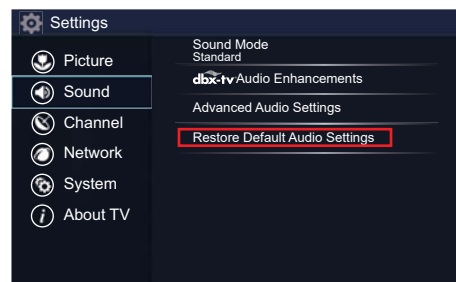 Settings
Picture
Sound
Channel
Network
System
About TV
Sound Mode
Standard
dbx-tv Audio Enhancements
Advanced Audio Settings
Restore Default Audio Settings